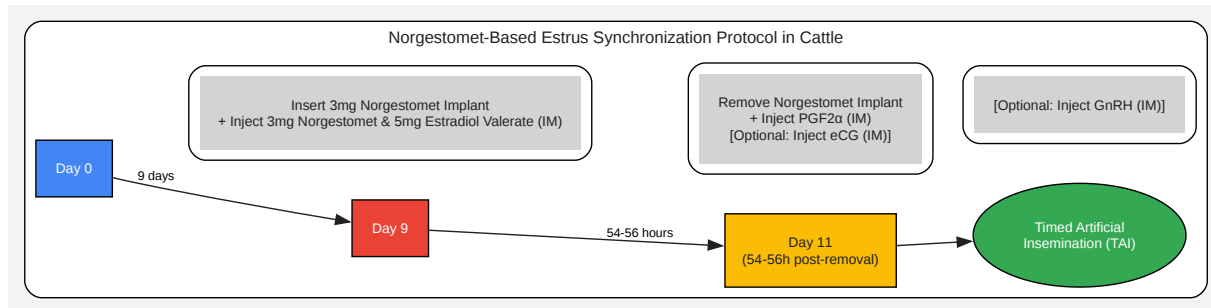 Norgestomet-Based Estrus Synchronization Protocol in Cattle
Insert 3mg Norgestomet Implant
+ Inject 3mg Norgestomet & 5mg Estradiol Valerate (IM)
Remove Norgestomet Implant
+ Inject PGF2α (IM)
[Optional: Inject eCG (IM)]
[Optional: Inject GnRH (IM)]
Day 0
9 days
Day 9
54-56 hours
Day 11
(54-56h post-removal)
Timed Artificial
Insemination (TAI)